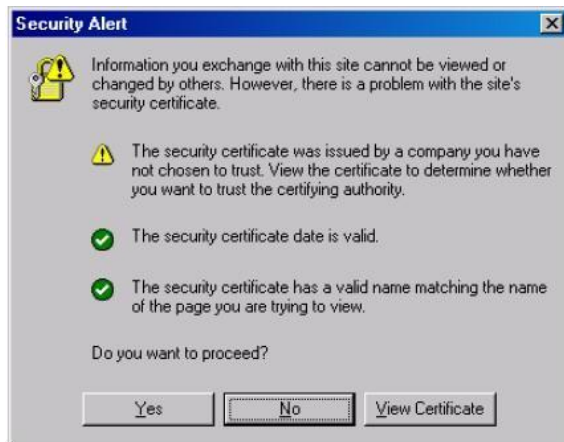 Security Alert
Information you exchange with this site cannot be viewed or
changed by others. However, there is a problem with the site's
security certificate.
The security certificate was issued by a company you have
not chosen to trust. View the certificate to determine whether
you want to trust the certifying authority.
The security certificate date is valid.
The security certificate has a valid name matching the name
of the page you are trying to view.
Do you want to proceed?
Yes No View Certificate